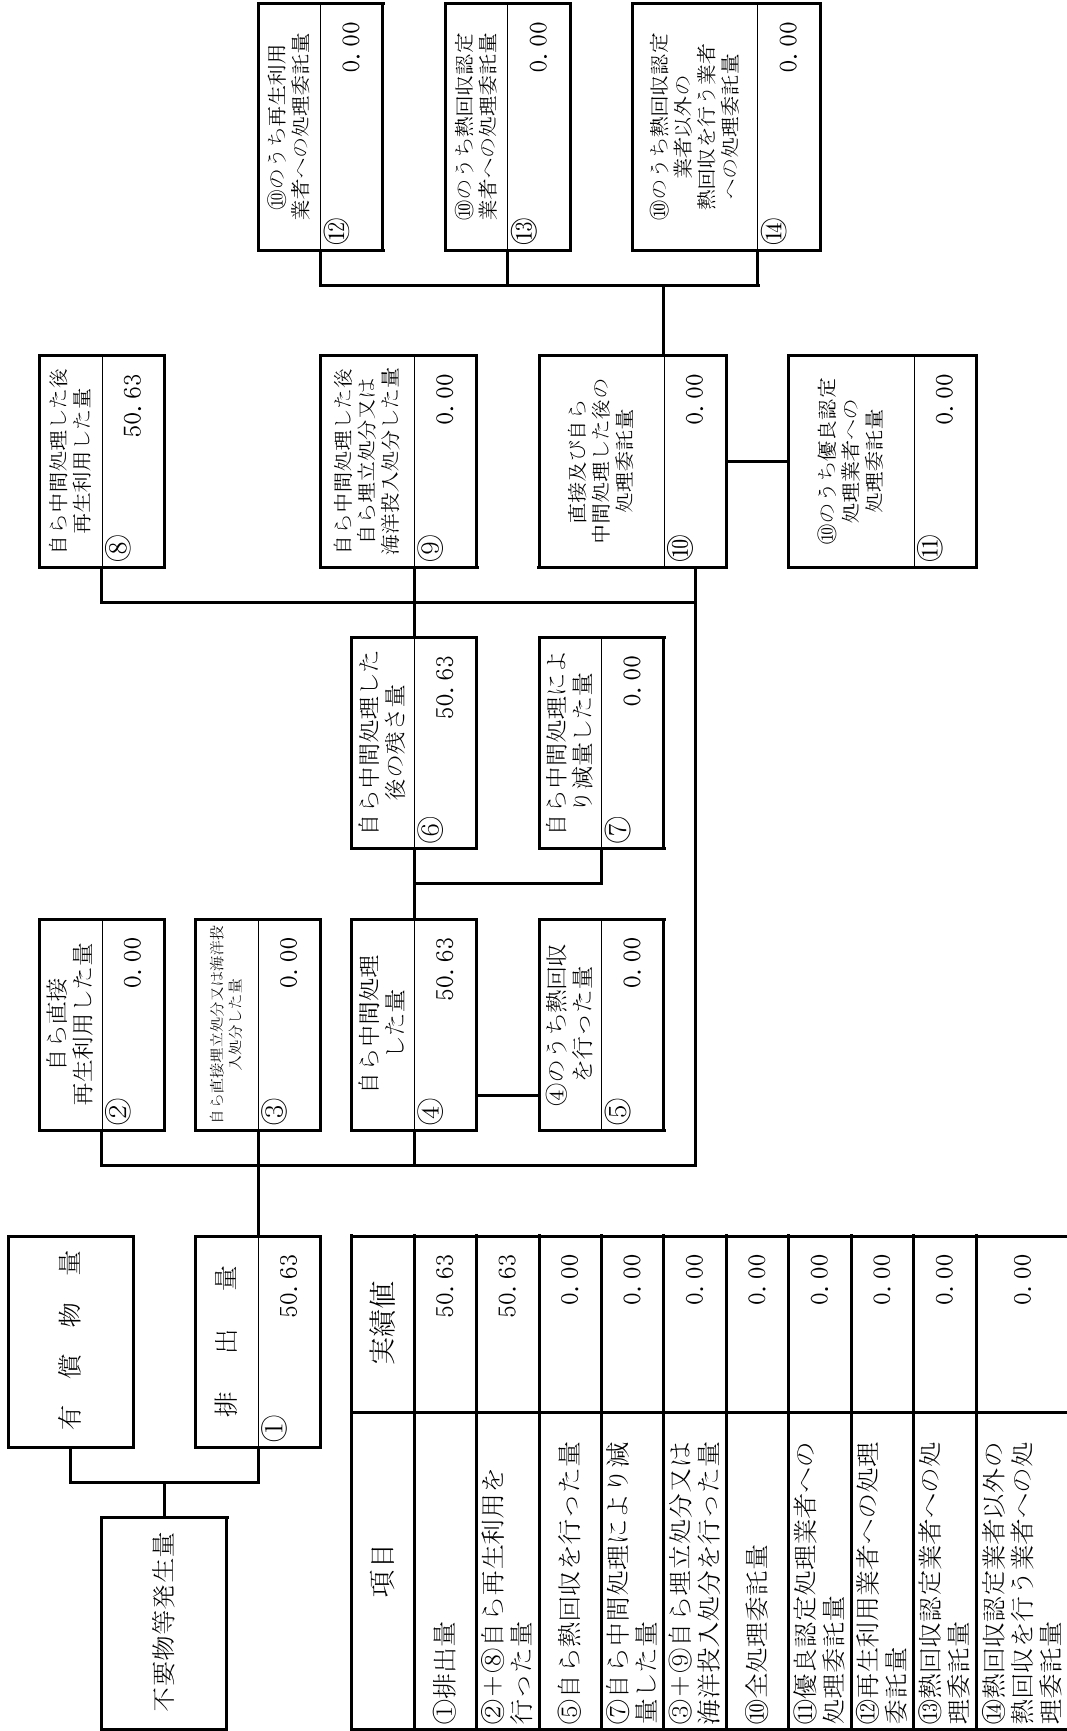 不要物等発生量
有償物量
排出量
① 50.63
自ら直接
再生利用した量
② 0.00
自ら直接埋立処分又は海洋投
入処分した量
③ 0.00
自ら中間処理
した量
④ 50.63
④のうち熱回収
を行った量
⑤ 0.00
自ら中間処理した
後の残さ量
⑥ 50.63
自ら中間処理によ
り減量した量
⑦ 0.00
自ら中間処理した後
再生利用した量
⑧ 50.63
自ら中間処理した後
自ら埋立処分又は
海洋投入処分した量
⑨ 0.00
直接及び自ら
中間処理した後の
処理委託量
⑩ 0.00
⑩のうち優良認定
処理業者への
処理委託量
⑪ 0.00
⑩のうち再生利用
業者への処理委託量
⑫ 0.00
⑩のうち熱回収認定
業者への処理委託量
⑬ 0.00
⑩のうち熱回収認定
業者以外の
熱回収を行う業者
への処理委託量
⑭ 0.00
項目 実績値
①排出量 50.63
②+⑧自ら再生利用を
行った量 50.63
⑤自ら熱回収を行った量 0.00
⑦自ら中間処理により減
量した量 0.00
③+⑨自ら埋立処分又は
海洋投入処分を行った量 0.00
⑩全処理委託量 0.00
⑪優良認定処理業者への
処理委託量 0.00
⑫再生利用業者への処理
委託量 0.00
⑬熱回収認定業者への処
理委託量 0.00
⑭熱回収認定業者以外の
熱回収を行う業者への処
理委託量 0.00